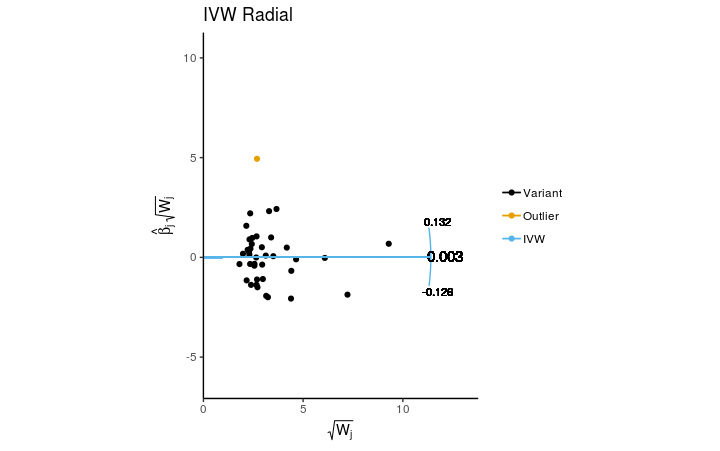 IVW Radial
10
5
0
-5
β̂j√Wj
0.132
0.003
-0.126
0
5
10
√Wj
Variant
Outlier
IVW